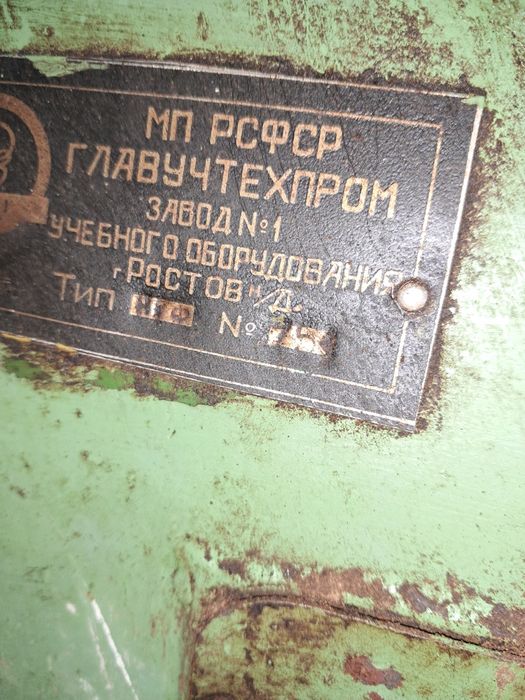 МП РСФСР
ГЛАВУЧТЕХПРОМ
ЗАВОД №1
УЧЕБНОГО ОБОРУДОВАНИЯ
г. РОСТОВ Н/Д.
ТИП №